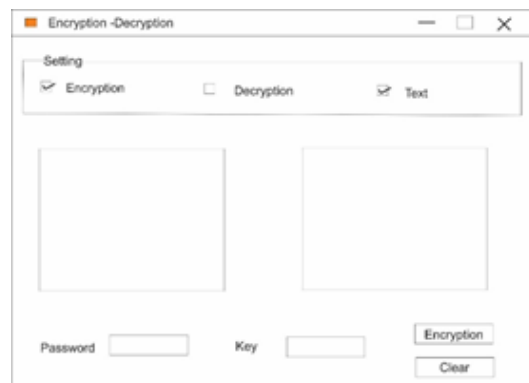 Encryption -Decryption
Setting
Encryption Decryption Text
Password Key Encryption
Clear